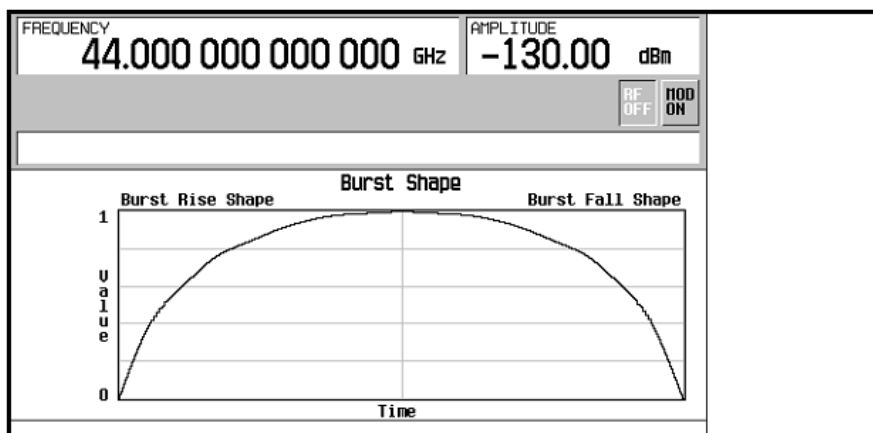 FREQUENCY
44.000 000 000 000 GHz
AMPLITUDE
-130.00 dBm
RF OFF
MOD ON
Burst Shape
Burst Rise Shape
Burst Fall Shape
1
Value
0
Time